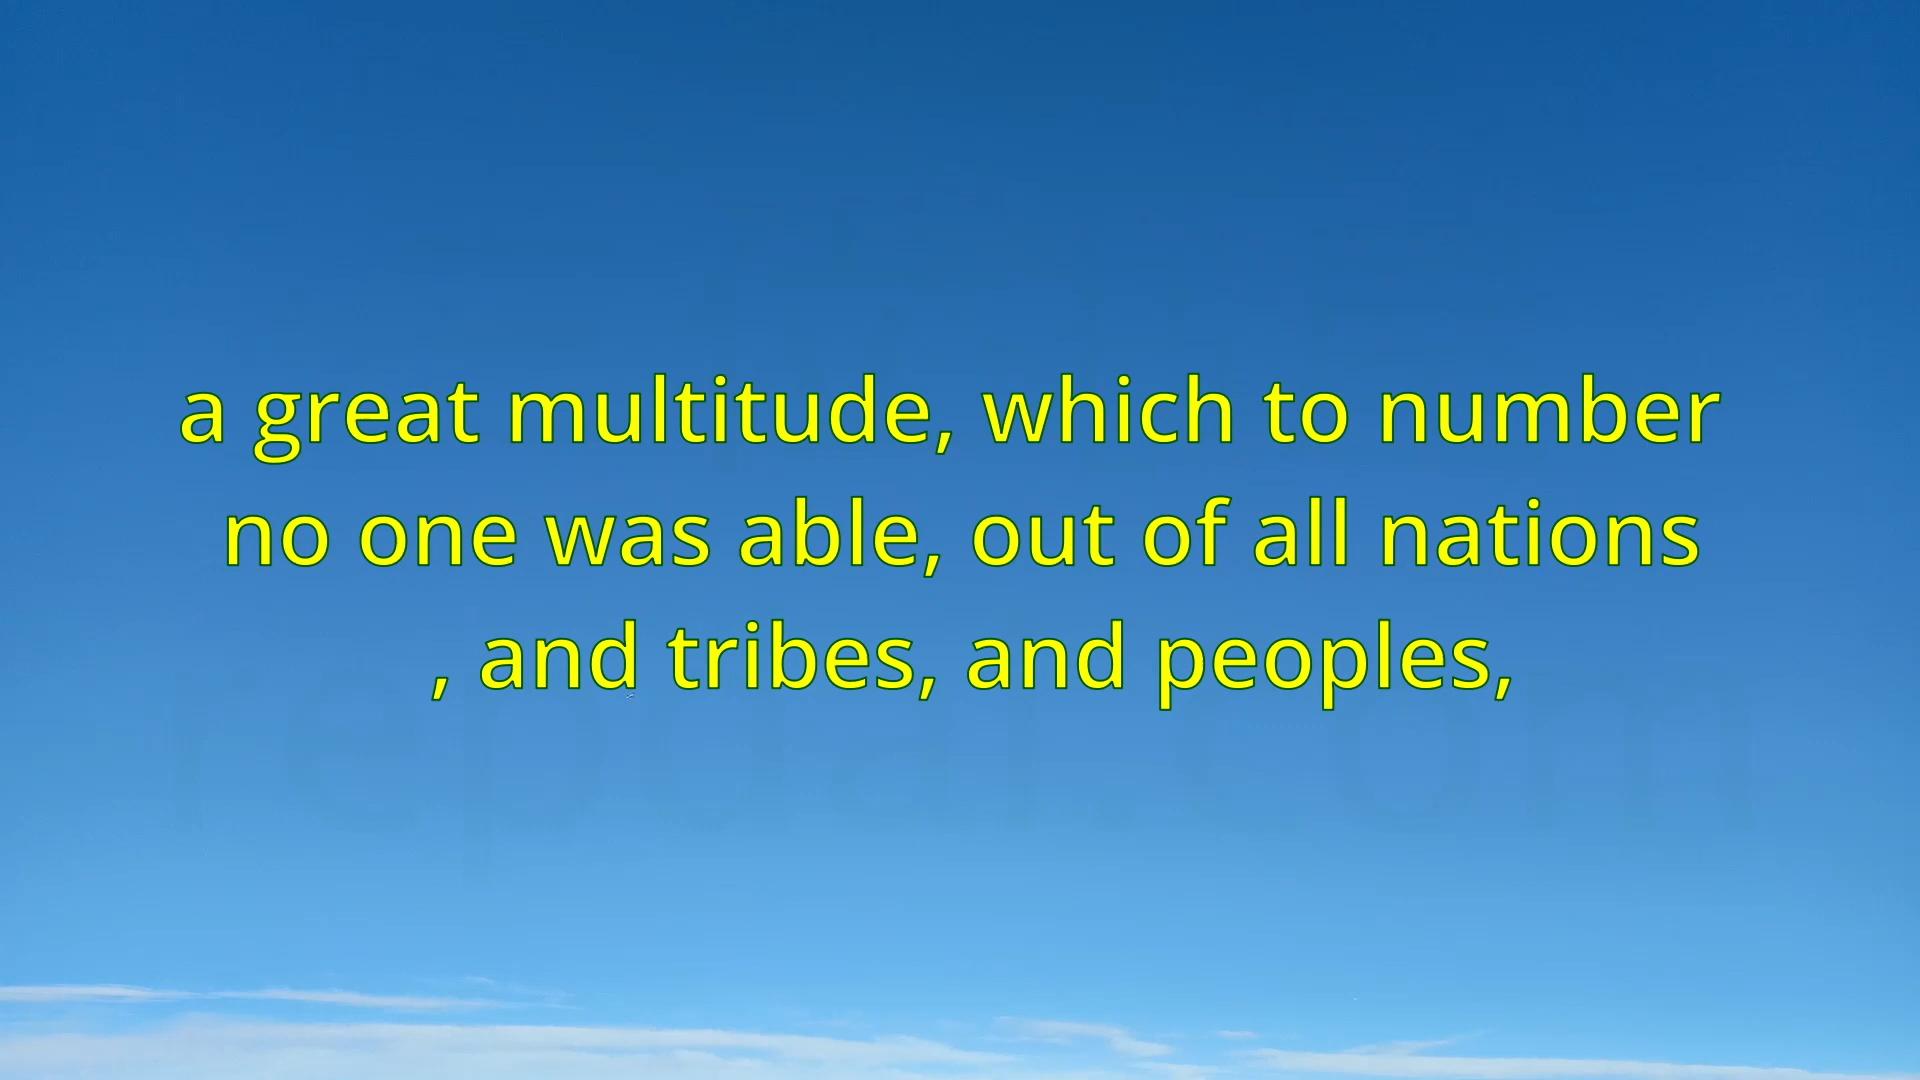 a great multitude, which to number
no one was able, out of all nations
, and tribes, and peoples,